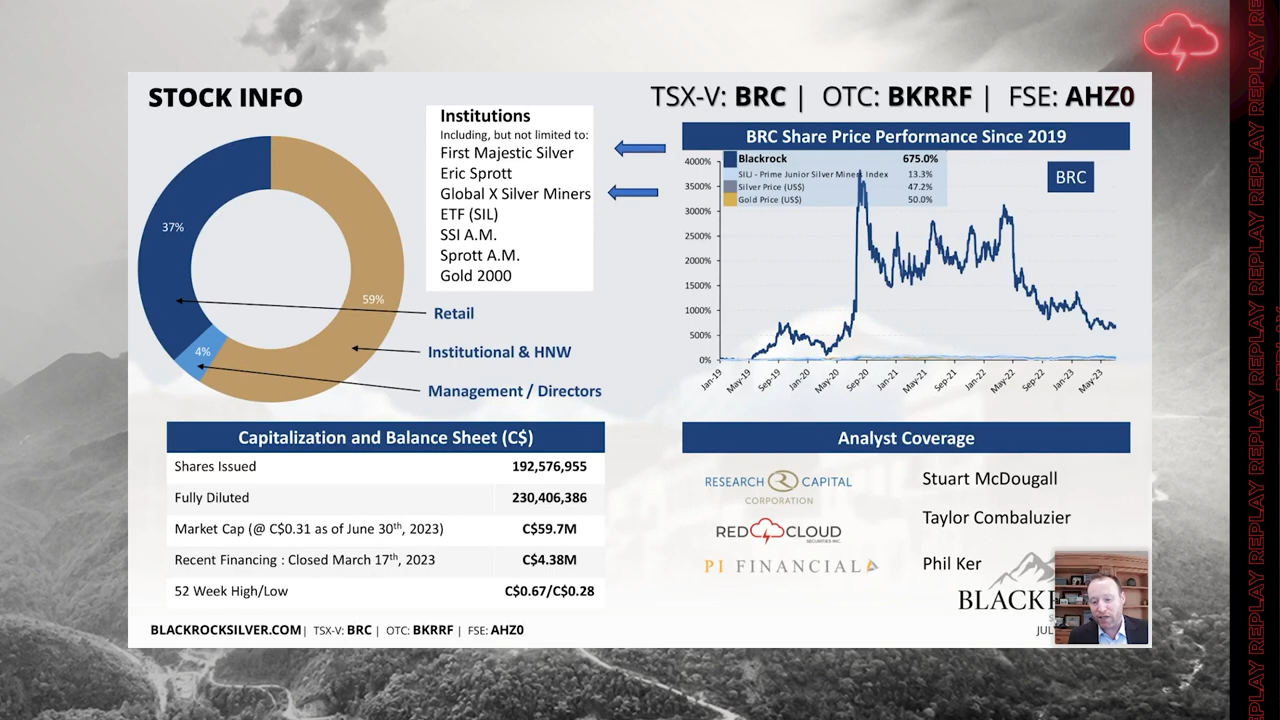 STOCK INFO
TSX-V: BRC | OTC: BKRRF | FSE: AHZ0
37%
59%
4%
Institutions
Including, but not limited to:
First Majestic Silver
Eric Sprott
Global X Silver Miners
ETF (SIL)
SSI A.M.
Sprott A.M.
Gold 2000
Retail
Institutional & HNW
Management / Directors
BRC Share Price Performance Since 2019
Blackrock 675.0%
SILJ - Prime Junior Silver Miners Index 13.3%
Silver Price (US$) 47.2%
Gold Price (US$) 50.0%
BRC
4000%
3500%
3000%
2500%
2000%
1500%
1000%
500%
0%
Jan-19
May-19
Sep-19
Jan-20
May-20
Sep-20
Jan-21
May-21
Sep-21
Jan-22
May-22
Sep-22
Jan-23
May-23
Capitalization and Balance Sheet (C$)
Shares Issued 192,576,955
Fully Diluted 230,406,386
Market Cap (@ C$0.31 as of June 30th, 2023) C$59.7M
Recent Financing : Closed March 17th, 2023 C$4.38M
52 Week High/Low C$0.67/C$0.28
Analyst Coverage
RESEARCH CAPITAL
CORPORATION
Stuart McDougall
RED CLOUD
SECURITIES INC.
Taylor Combaluzier
PI FINANCIAL
Phil Ker
BLACKROCKSILVER.COM| TSX-V: BRC | OTC: BKRRF | FSE: AHZ0
REPLAY REPLAY REPLAY REPLAY REPLAY REPLAY REPLAY